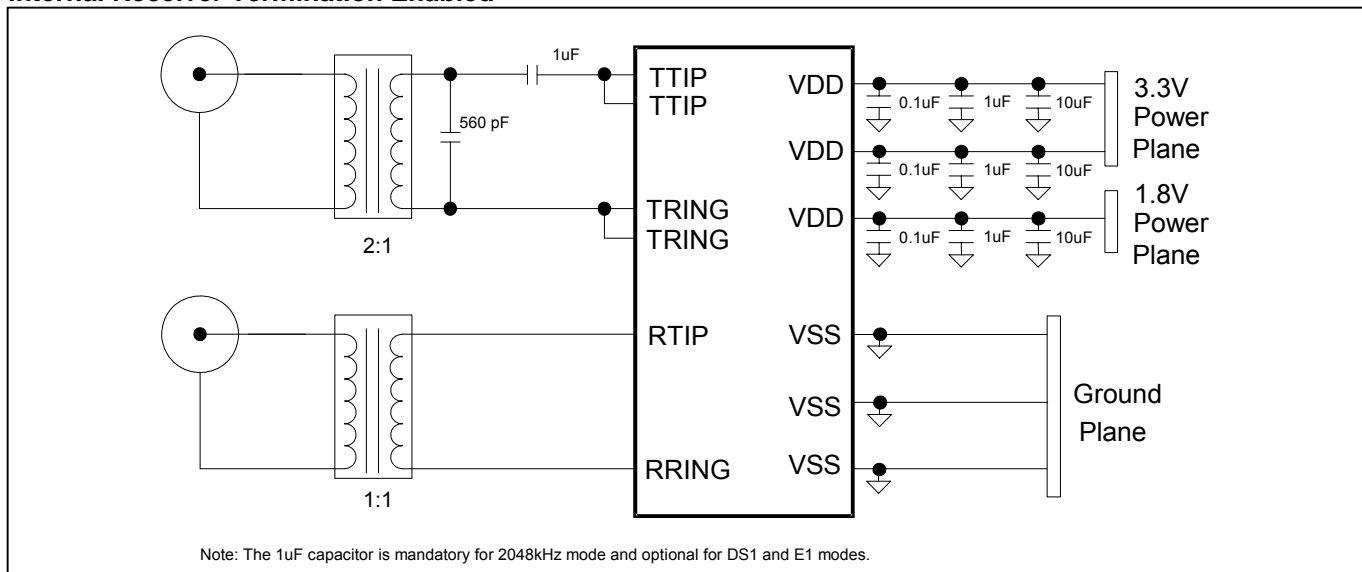 Internal Receiver Termination Enabled
1uF
560 pF
2:1
TTIP
TTIP
TRING
TRING
VDD
0.1uF
1uF
10uF
VDD
0.1uF
1uF
10uF
VDD
0.1uF
1uF
10uF
3.3V
Power
Plane
1.8V
Power
Plane
1:1
RTIP
RRING
VSS
VSS
VSS
Ground
Plane
Note: The 1uF capacitor is mandatory for 2048kHz mode and optional for DS1 and E1 modes.